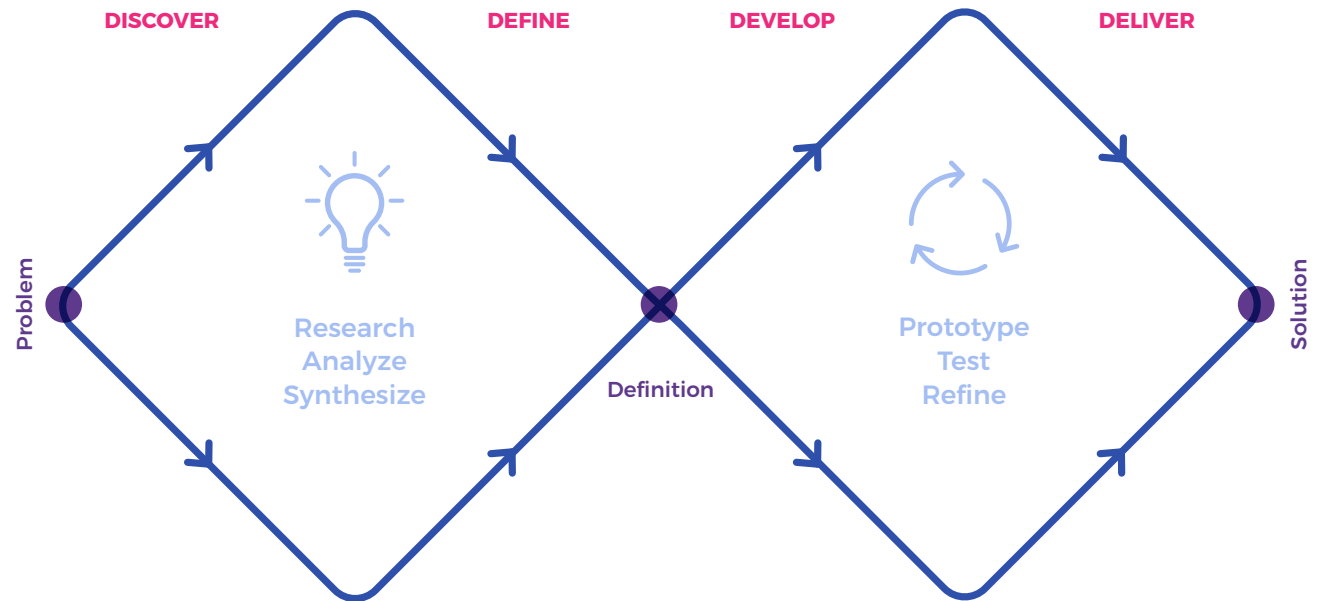 DISCOVER
DEFINE
DEVELOP
DELIVER
Problem
Research
Analyze
Synthesize
Definition
Prototype
Test
Refine
Solution